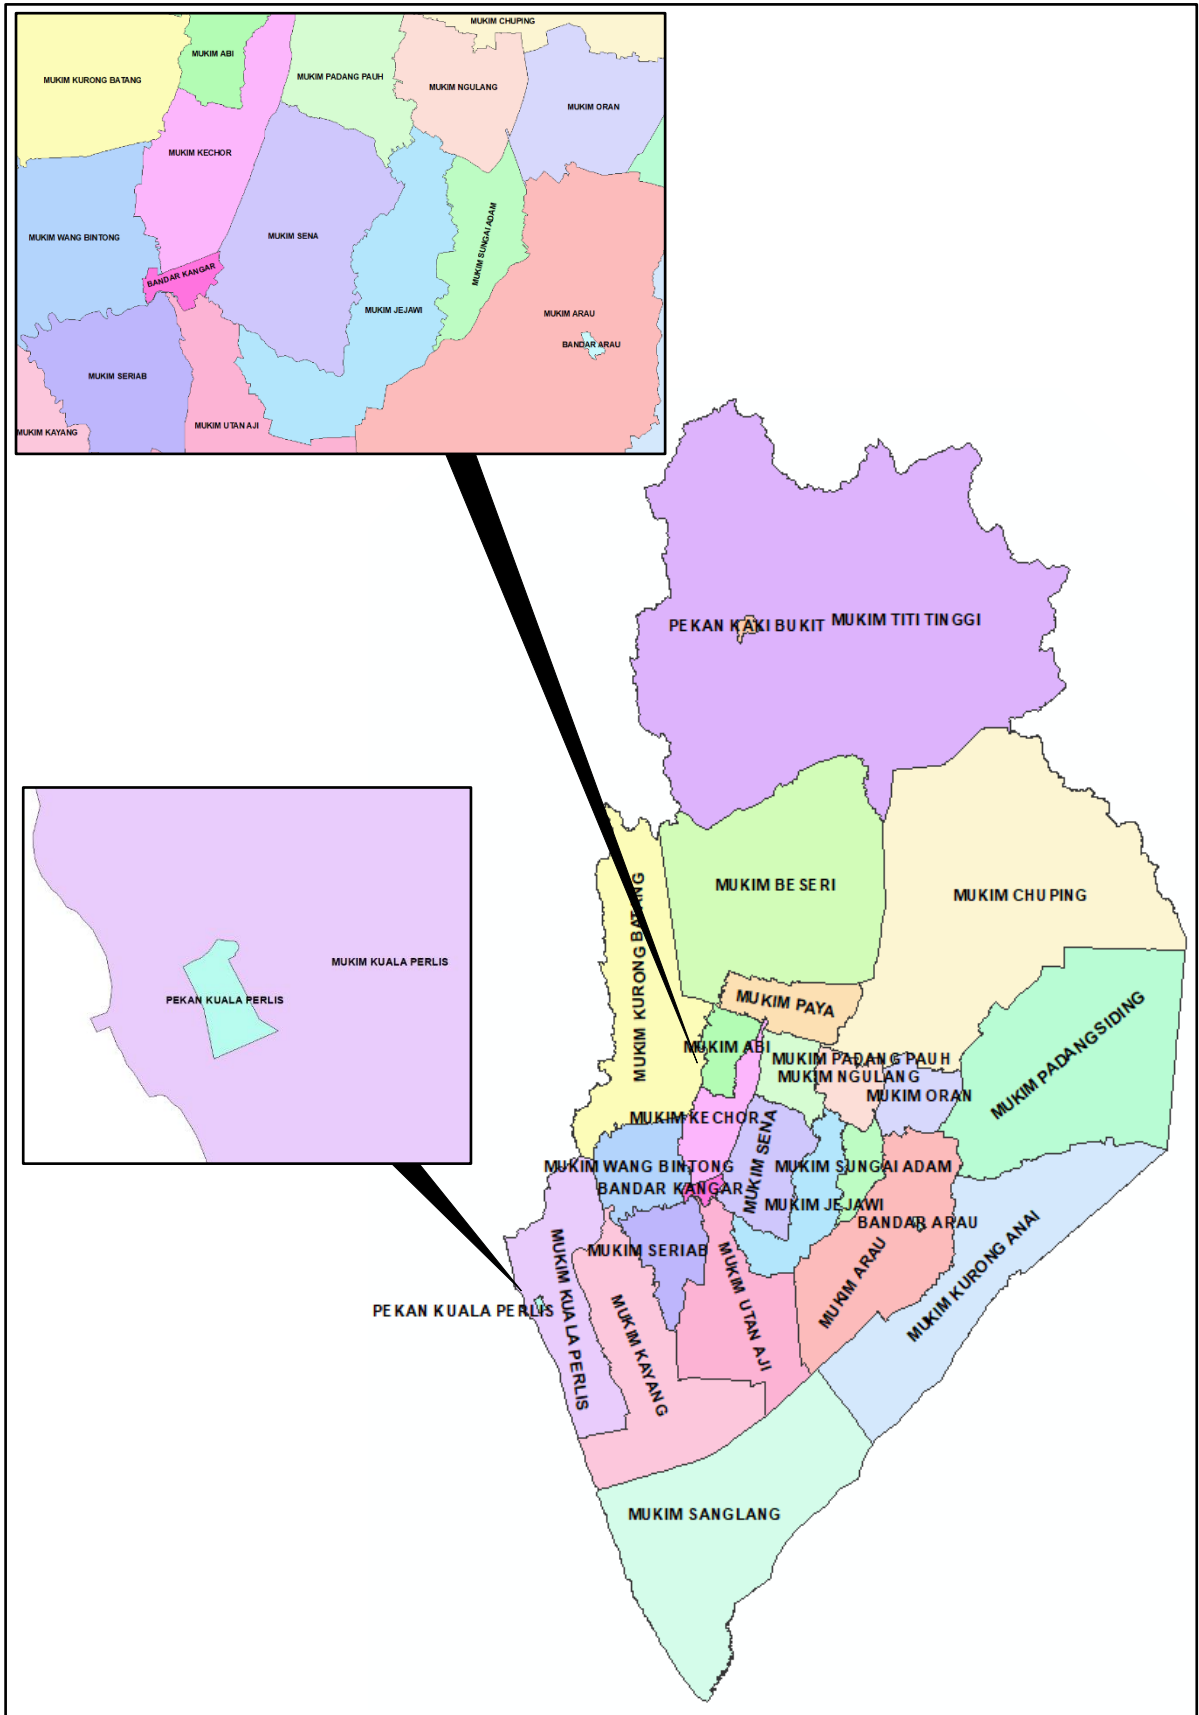 MUKIM CHUPING
MUKIM ABI
MUKIM KURONG BATANG
MUKIM PADANG PAUH
MUKIM NGULANG
MUKIM ORAN
MUKIM KECHOR
MUKIM WANG BINTONG
MUKIM SENA
MUKIM SUNGAI ADAM
BANDAR KANGAR
MUKIM JEJAWI
MUKIM ARAU
BANDAR ARAU
MUKIM SERIAB
MUKIM UTAN AJI
MUKIM KAYANG
PEKAN KAKI BUKIT
MUKIM TITI TINGGI
MUKIM KUALA PERLIS
PEKAN KUALA PERLIS
MUKIM BESERI
MUKIM CHUPING
MUKIM KURONG BATANG
MUKIM PAYA
MUKIM ABI
MUKIM PADANG PAUH
MUKIM NGULANG
MUKIM ORAN
MUKIM PADANG SIDING
MUKIM KECHOR
MUKIM SENA
MUKIM WANG BINTONG
MUKIM SUNGAI ADAM
BANDAR KANGAR
MUKIM JEJAWI
BANDAR ARAU
MUKIM SERIAB
MUKIM ARAU
MUKIM KURONG ANAI
MUKIM UTAN AJI
PEKAN KUALA PERLIS
MUKIM KUALA PERLIS
MUKIM KAYANG
MUKIM SANGLANG